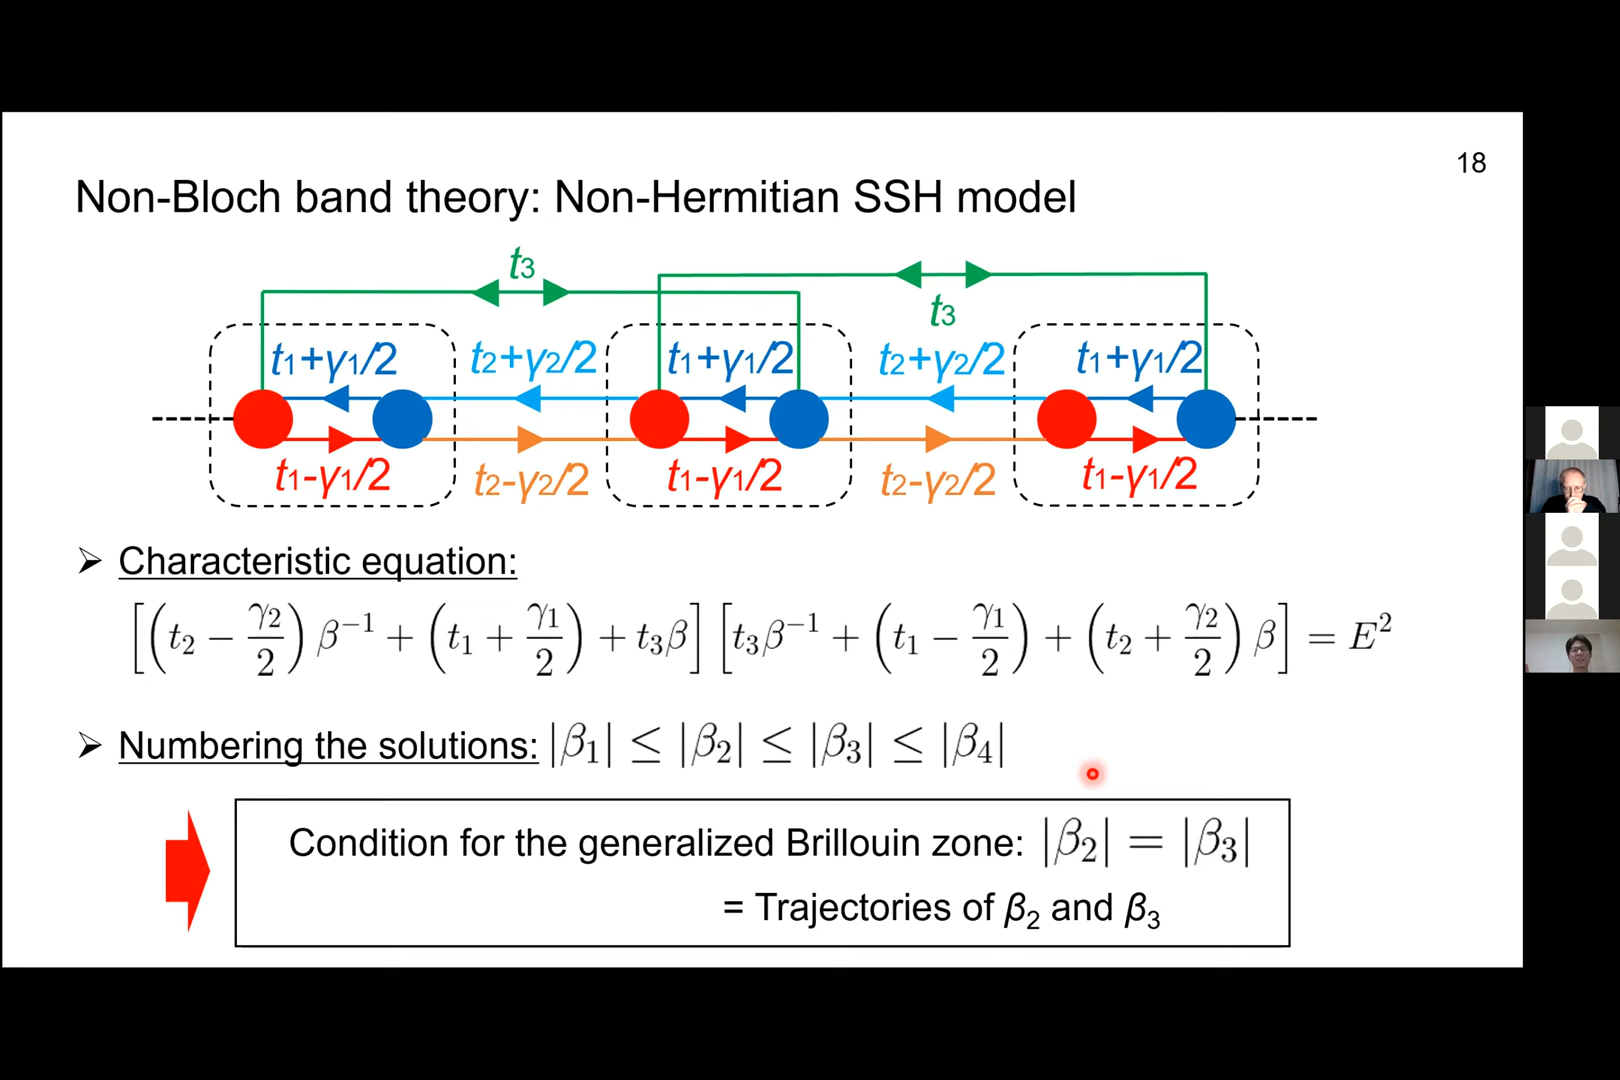 18
Non-Bloch band theory: Non-Hermitian SSH model
t₃
t₃
t₁+γ₁/2 t₂+γ₂/2 t₁+γ₁/2 t₂+γ₂/2 t₁+γ₁/2
t₁-γ₁/2 t₂-γ₂/2 t₁-γ₁/2 t₂-γ₂/2 t₁-γ₁/2
➢ Characteristic equation:
[(t₂ − γ₂/2) β⁻¹ + (t₁ + γ₁/2) + t₃β] [t₃β⁻¹ + (t₁ − γ₁/2) + (t₂ + γ₂/2) β] = E²
➢ Numbering the solutions: |β₁| ≤ |β₂| ≤ |β₃| ≤ |β₄|
Condition for the generalized Brillouin zone: |β₂| = |β₃|
= Trajectories of β₂ and β₃